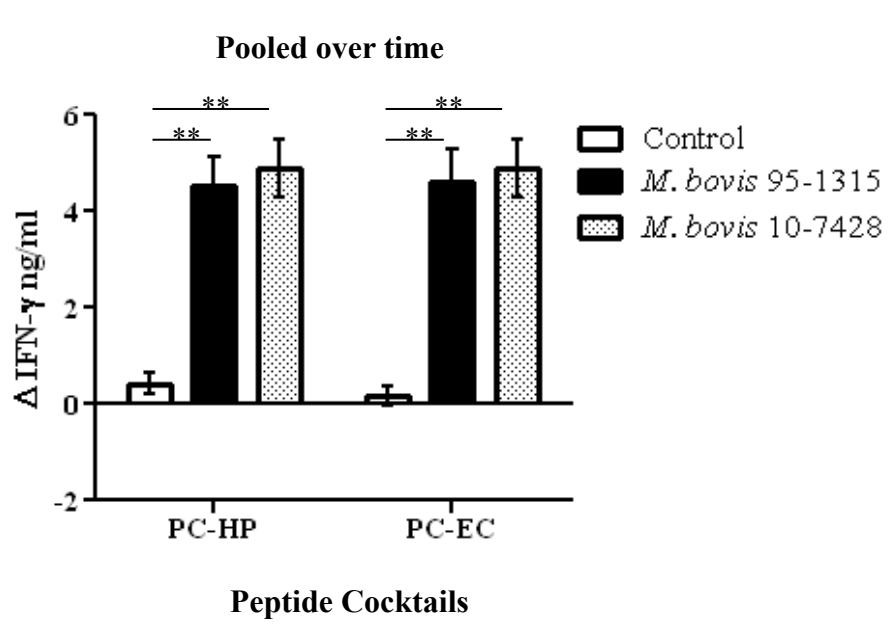 Pooled over time
** **
** **
6
4
2
0
-2
Δ IFN-γ ng/ml
Control
M. bovis 95-1315
M. bovis 10-7428
PC-HP PC-EC
Peptide Cocktails